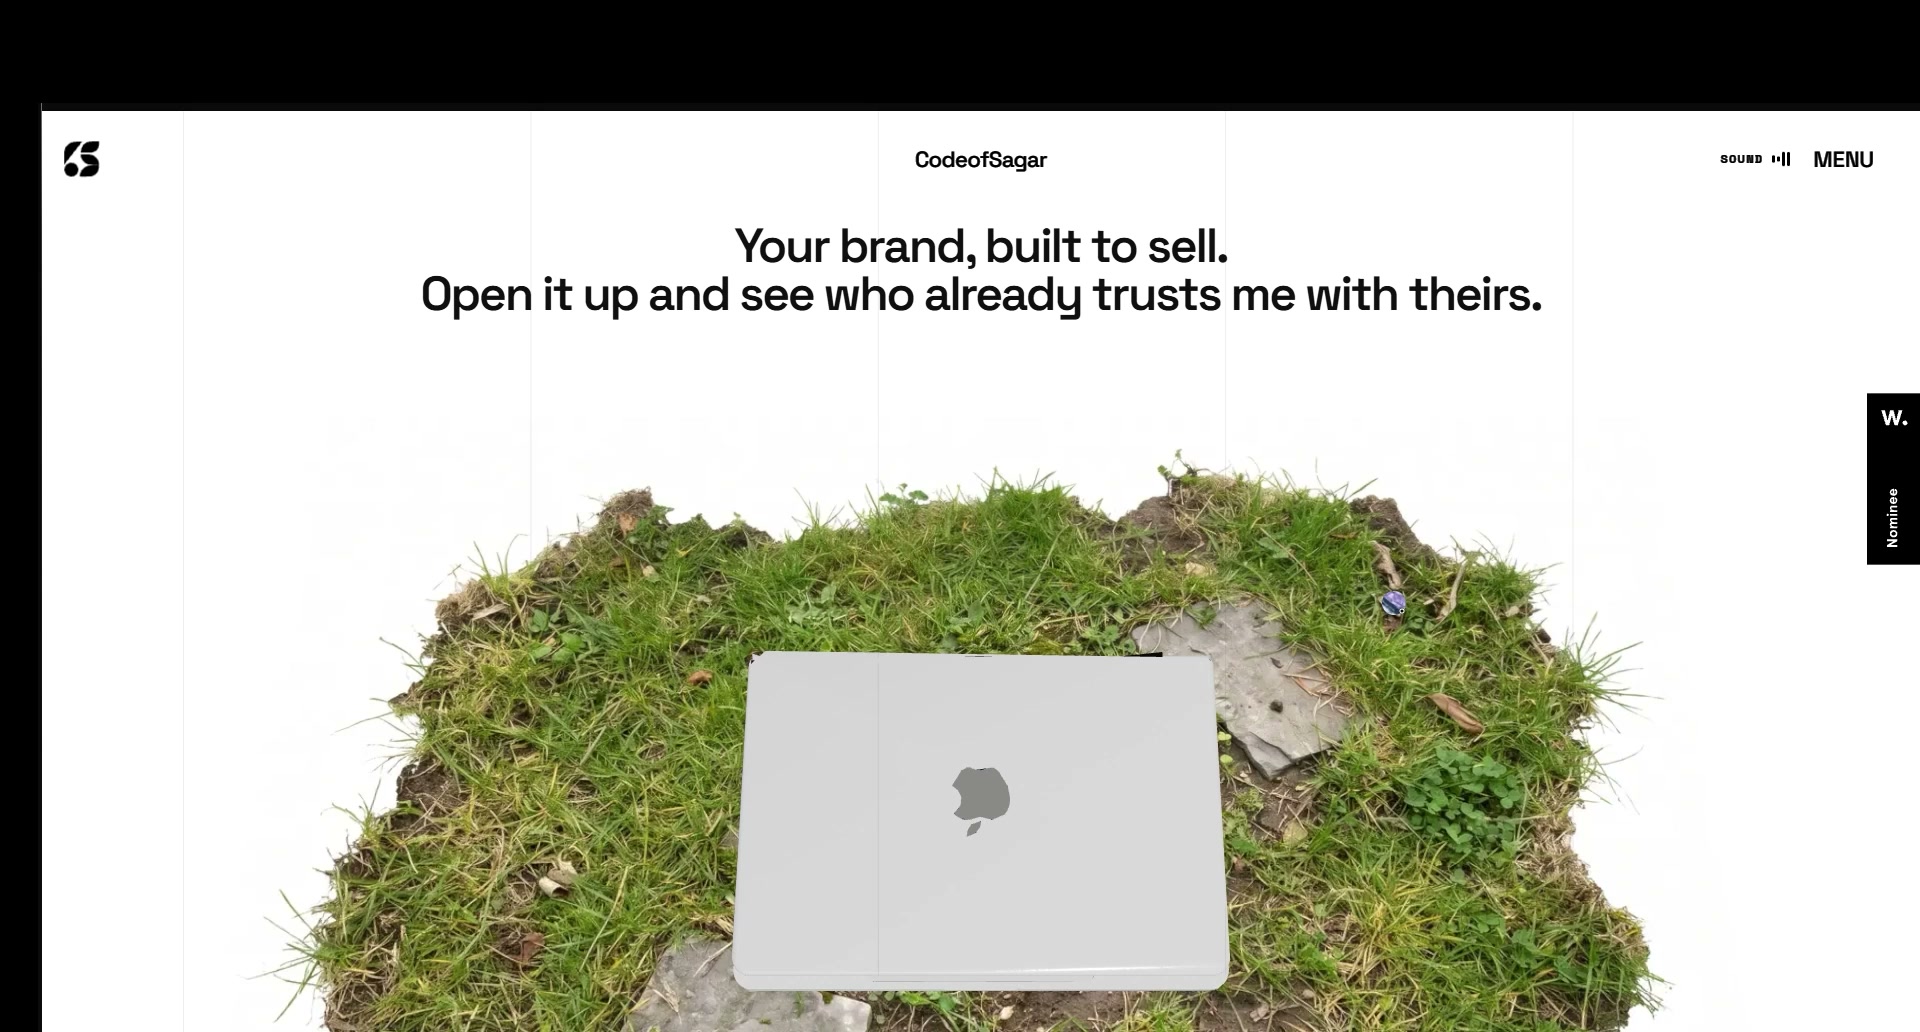 CodeofSagar
SOUND
MENU
Your brand, built to sell.
Open it up and see who already trusts me with theirs.
W.
Nominee